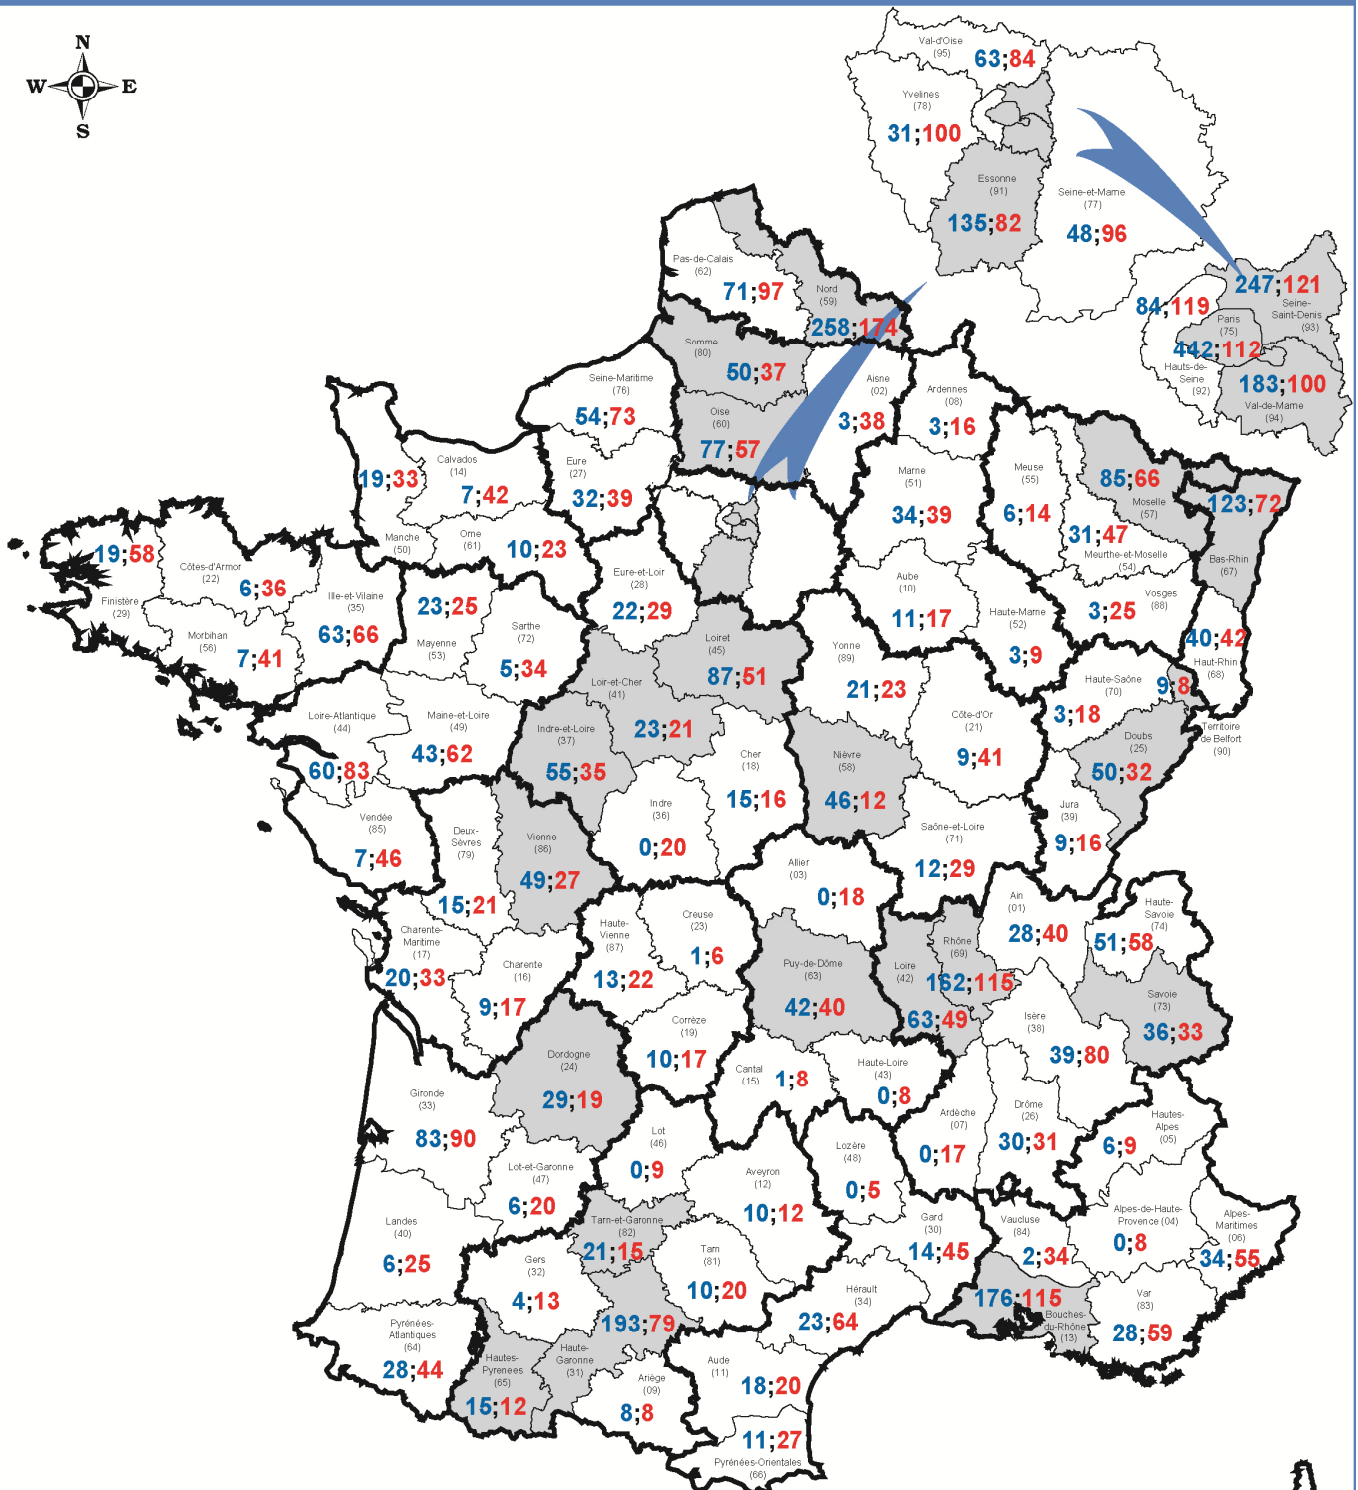 N
W E
S
Val-d'Oise
(95)
63;84
Yvelines
(78)
31;100
Essonne
(91)
135;82
Seine-et-Marne
(77)
48;96
247;121
Seine-
Saint-Denis
(93)
84;119
Paris
(75)
442;112
Hauts-de-
Seine
(92)
183;100
Val-de-Marne
(94)
Pas-de-Calais
(62)
71;97
Nord
(59)
258;174
Somme
(80)
50;37
Seine-Maritime
(76)
54;73
Oise
(60)
77;57
Aisne
(02)
3;38
Ardennes
(08)
3;16
Calvados
(14)
7;42
19;33
Manche
(50)
Eure
(27)
32;39
Marne
(51)
34;39
Meuse
(55)
6;14
85;66
Moselle
(57)
31;47
Meurthe-et-Moselle
(54)
123;72
Bas-Rhin
(67)
Orne
(61)
10;23
19;58
Finistère
(29)
Côtes-d'Armor
(22)
6;36
Morbihan
(56)
7;41
Ille-et-Vilaine
(35)
63;66
23;25
Mayenne
(53)
Sarthe
(72)
5;34
Eure-et-Loir
(28)
22;29
Loiret
(45)
87;51
Aube
(10)
11;17
Haute-Marne
(52)
3;9
Vosges
(88)
3;25
40;42
Haut-Rhin
(68)
Yonne
(89)
21;23
Haute-Saône
(70)
3;18
9;8
Territoire
de Belfort
(90)
Loire-Atlantique
(44)
60;83
Maine-et-Loire
(49)
43;62
Indre-et-Loire
(37)
55;35
Loir-et-Cher
(41)
23;21
Cher
(18)
15;16
Nièvre
(58)
46;12
Côte-d'Or
(21)
9;41
Doubs
(25)
50;32
Jura
(39)
9;16
Vendée
(85)
7;46
Deux-
Sèvres
(79)
15;21
Vienne
(86)
49;27
Indre
(36)
0;20
Allier
(03)
0;18
Saône-et-Loire
(71)
12;29
Ain
(01)
28;40
Haute-
Savoie
(74)
51;58
Charente-
Maritime
(17)
20;33
Charente
(16)
9;17
Haute-
Vienne
(87)
13;22
Creuse
(23)
1;6
Puy-de-Dôme
(63)
42;40
Loire
(42)
63;49
Rhône
(69)
162;115
Savoie
(73)
36;33
Isère
(38)
39;80
Corrèze
(19)
10;17
Dordogne
(24)
29;19
Cantal
(15)
1;8
Haute-Loire
(43)
0;8
Gironde
(33)
83;90
Lot
(46)
0;9
Ardèche
(07)
0;17
Drôme
(26)
30;31
Hautes-
Alpes
(05)
6;9
Lot-et-Garonne
(47)
6;20
Aveyron
(12)
10;12
Lozère
(48)
0;5
Landes
(40)
6;25
Tarn-et-Garonne
(82)
21;15
Gers
(32)
4;13
Tarn
(81)
10;20
Gard
(30)
14;45
Vaucluse
(84)
2;34
Alpes-de-Haute-
Provence (04)
0;8
Alpes-
Maritimes
(06)
34;55
176;115
Bouches-
du-Rhône
(13)
Var
(83)
28;59
Hérault
(34)
23;64
193;79
Haute-
Garonne
(31)
Pyrénées-
Atlantiques
(64)
28;44
Hautes-
Pyrenees
(65)
15;12
Ariège
(09)
8;8
Aude
(11)
18;20
11;27
Pyrénées-Orientales
(66)